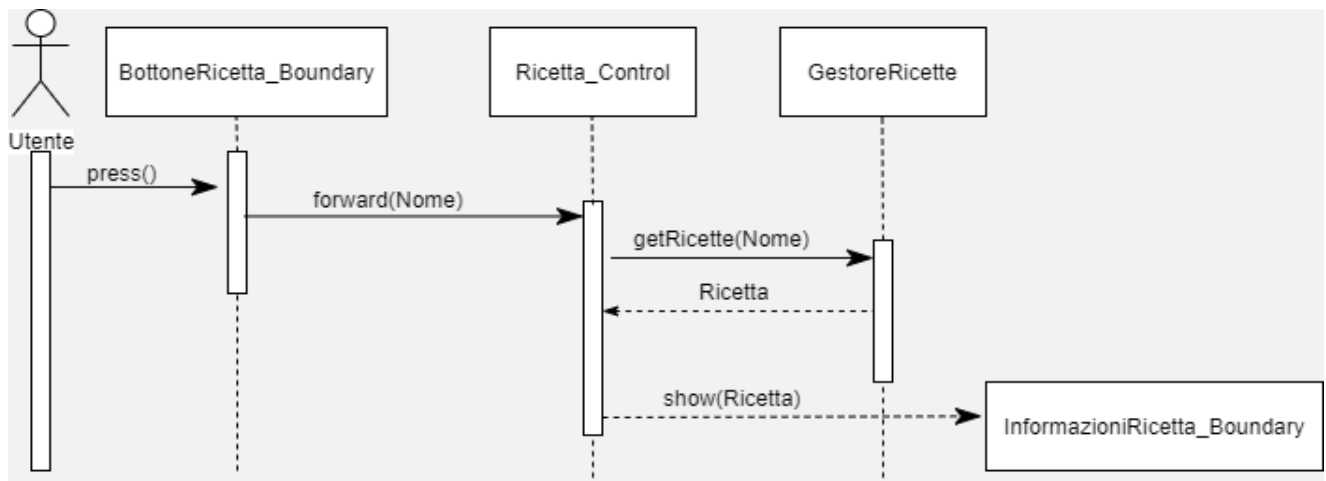 BottoneRicetta_Boundary
Ricetta_Control
GestoreRicette
Utente
press()
forward(Nome)
getRicette(Nome)
Ricetta
show(Ricetta)
InformazioniRicetta_Boundary